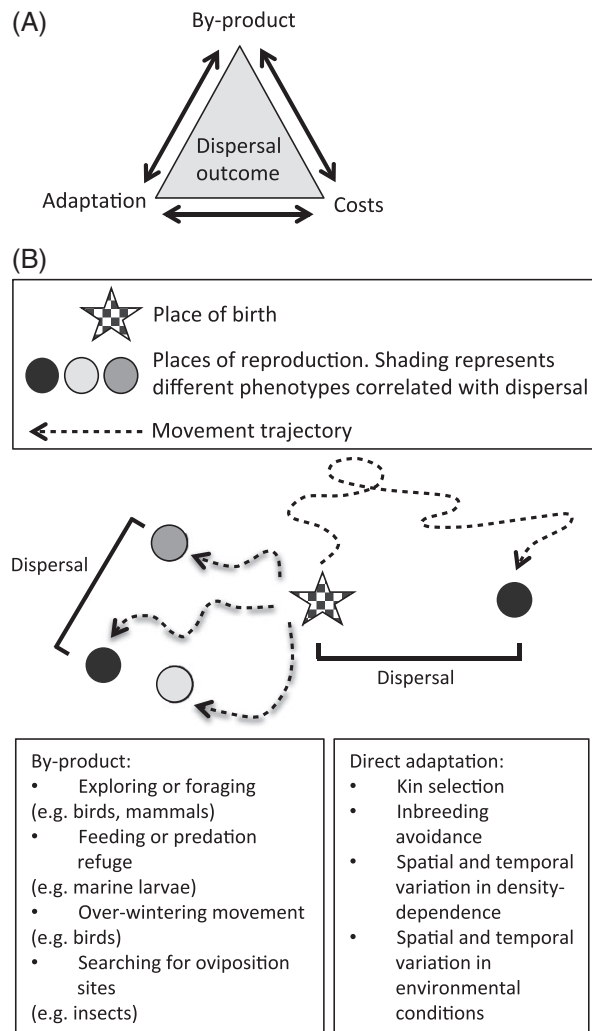 (A)
By-product
Dispersal
outcome
Adaptation
Costs
(B)
Place of birth
Places of reproduction. Shading represents
different phenotypes correlated with dispersal
Movement trajectory
Dispersal
Dispersal
By-product:
• Exploring or foraging
(e.g. birds, mammals)
• Feeding or predation
refuge
(e.g. marine larvae)
• Over-wintering movement
(e.g. birds)
• Searching for oviposition
sites
(e.g. insects)
Direct adaptation:
• Kin selection
• Inbreeding
avoidance
• Spatial and temporal
variation in density-
dependence
• Spatial and temporal
variation in
environmental
conditions